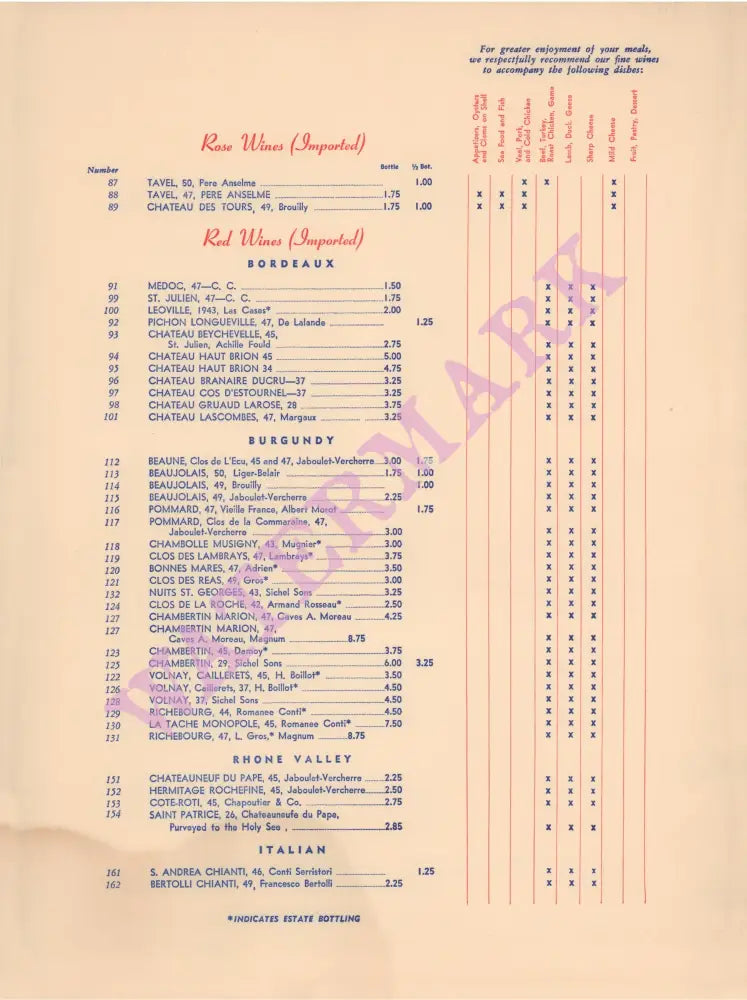 For greater enjoyment of your meals,
we respectfully recommend our fine wines
to accompany the following dishes:
Appetizers, Oysters
and Clams on Shell
Sea Food and Fish
Veal, Pork,
and Cold Chicken
Beef, Turkey,
Roast Chicken, Game
Lamb, Duck, Geese
Sharp Cheese
Mild Cheese
Fruit, Pastry, Dessert
Rose Wines (Imported)
Number Bottle ½ Bot.
87 TAVEL, 50, Pere Anselme 1.00 x x x
88 TAVEL, 47, PERE ANSELME 1.75 x x x x
89 CHATEAU DES TOURS, 49, Brouilly 1.75 1.00 x x x x
Red Wines (Imported)
BORDEAUX
91 MEDOC, 47—C. C. 1.50 x x x
99 ST. JULIEN, 47—C. C. 1.75 x x x
100 LEOVILLE, 1943, Las Cases* 2.00 x x x
92 PICHON LONGUEVILLE, 47, De Lalande 1.25 x x x
93 CHATEAU BEYCHEVELLE, 45,
St. Julien, Achille Fould 2.75 x x x
94 CHATEAU HAUT BRION 45 5.00 x x x
95 CHATEAU HAUT BRION 34 4.75 x x x
96 CHATEAU BRANAIRE DUCRU—37 3.25 x x x
97 CHATEAU COS D'ESTOURNEL—37 3.25 x x x
98 CHATEAU GRUAUD LAROSE, 28 3.75 x x x
101 CHATEAU LASCOMBES, 47, Margaux 3.25 x x x
BURGUNDY
112 BEAUNE, Clos de L'Ecu, 45 and 47, Jaboulet-Vercherre 3.00 1.75 x x x
113 BEAUJOLAIS, 50, Liger-Belair 1.75 1.00 x x x
114 BEAUJOLAIS, 49, Brouilly 1.00 x x x
115 BEAUJOLAIS, 49, Jaboulet-Vercherre 2.25 x x x
116 POMMARD, 47, Vieille France, Albert Morot 1.75 x x x
117 POMMARD, Clos de la Commaraine, 47,
Jaboulet-Vercherre 3.00 x x x
118 CHAMBOLLE MUSIGNY, 43, Mugnier* 3.00 x x x
119 CLOS DES LAMBRAYS, 47, Lambrays* 3.75 x x x
120 BONNES MARES, 47, Adrien* 3.50 x x x
121 CLOS DES REAS, 49, Gros* 3.00 x x x
132 NUITS ST. GEORGES, 43, Sichel Sons 3.25 x x x
124 CLOS DE LA ROCHE, 42, Armand Rosseau* 2.50 x x x
127 CHAMBERTIN MARION, 47, Caves A. Moreau 4.25 x x x
127 CHAMBERTIN MARION, 47,
Caves A. Moreau, Magnum 8.75 x x x
123 CHAMBERTIN, 45, Damoy* 3.75 x x x
125 CHAMBERTIN, 29, Sichel Sons 6.00 3.25 x x x
122 VOLNAY, CAILLERETS, 45, H. Boillot* 3.50 x x x
126 VOLNAY, Caillerets, 37, H. Boillot* 4.50 x x x
128 VOLNAY, 37, Sichel Sons 4.50 x x x
129 RICHEBOURG, 44, Romanee Conti* 4.50 x x x
130 LA TACHE MONOPOLE, 45, Romanee Conti* 7.50 x x x
131 RICHEBOURG, 47, L. Gros,* Magnum 8.75 x x x
RHONE VALLEY
151 CHATEAUNEUF DU PAPE, 45, Jaboulet-Vercherre 2.25 x x x
152 HERMITAGE ROCHEFINE, 45, Jaboulet-Vercherre 2.50 x x x
153 COTE-ROTI, 45, Chapoutier & Co. 2.75 x x x
154 SAINT PATRICE, 26, Chateauneufe du Pape,
Purveyed to the Holy See , 2.85 x x x
ITALIAN
161 S. ANDREA CHIANTI, 46, Conti Serristori 1.25 x x x
162 BERTOLLI CHIANTI, 49, Francesco Bertolli 2.25 x x x
*INDICATES ESTATE BOTTLING
WATERMARK